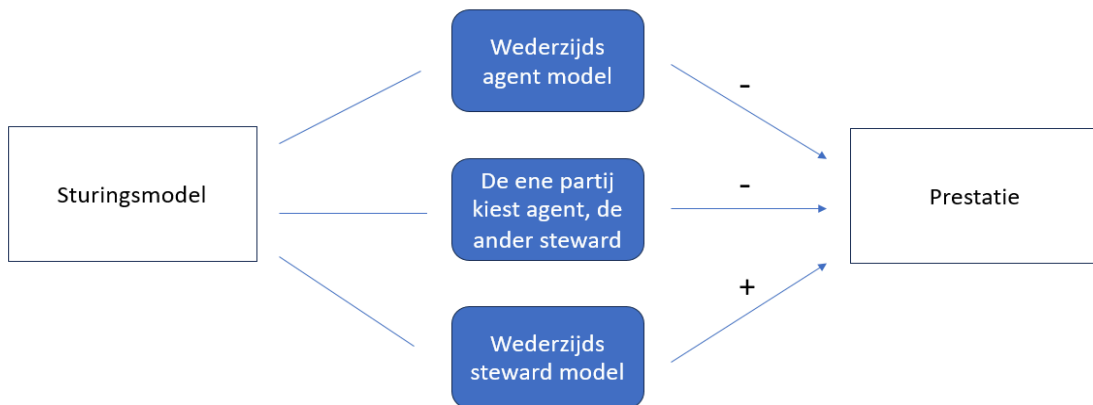 Wederzijds
agent model
-
Sturingsmodel
De ene partij
kiest agent, de
ander steward
-
Prestatie
+
Wederzijds
steward model